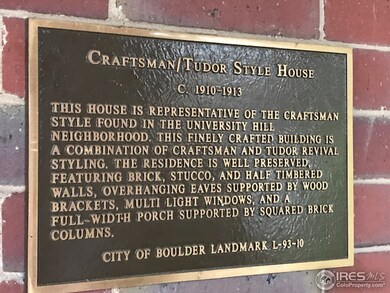 CRAFTSMAN/TUDOR STYLE HOUSE
C. 1910-1913
THIS HOUSE IS REPRESENTATIVE OF THE CRAFTSMAN
STYLE FOUND IN THE UNIVERSITY HILL
NEIGHBORHOOD. THIS FINELY CRAFTED BUILDING IS
A COMBINATION OF CRAFTSMAN AND TUDOR REVIVAL
STYLING. THE RESIDENCE IS WELL PRESERVED,
FEATURING BRICK, STUCCO, AND HALF TIMBERED
WALLS, OVERHANGING EAVES SUPPORTED BY WOOD
BRACKETS, MULTI LIGHT WINDOWS, AND A
FULL-WIDTH PORCH SUPPORTED BY SQUARED BRICK
COLUMNS.
CITY OF BOULDER LANDMARK L-93-10
IRESMLS
ColoProperty.com